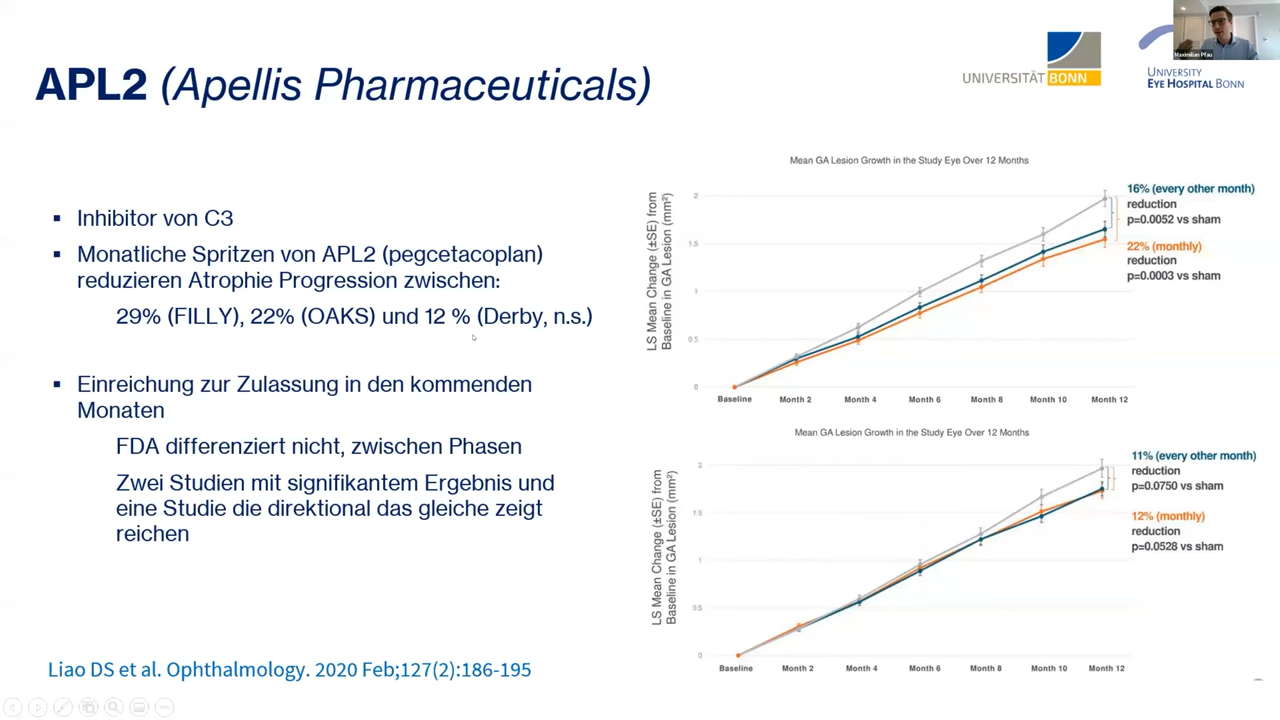 APL2 (Apellis Pharmaceuticals)
UNIVERSITÄT BONN
UNIVERSITY
EYE HOSPITAL BONN
Maximilian Pfau
▪ Inhibitor von C3
▪ Monatliche Spritzen von APL2 (pegcetacoplan)
reduzieren Atrophie Progression zwischen:
29% (FILLY), 22% (OAKS) und 12 % (Derby, n.s.)
▪ Einreichung zur Zulassung in den kommenden
Monaten
FDA differenziert nicht, zwischen Phasen
Zwei Studien mit signifikantem Ergebnis und
eine Studie die direktional das gleiche zeigt
reichen
Liao DS et al. Ophthalmology. 2020 Feb;127(2):186-195
Mean GA Lesion Growth in the Study Eye Over 12 Months
LS Mean Change (±SE) from
Baseline in GA Lesion (mm²)
2
1.5
1
0.5
0
Baseline Month 2 Month 4 Month 6 Month 8 Month 10 Month 12
16% (every other month)
reduction
p=0.0052 vs sham
22% (monthly)
reduction
p=0.0003 vs sham
Mean GA Lesion Growth in the Study Eye Over 12 Months
LS Mean Change (±SE) from
Baseline in GA Lesion (mm²)
2
1.5
1
0.5
0
Baseline Month 2 Month 4 Month 6 Month 8 Month 10 Month 12
11% (every other month)
reduction
p=0.0750 vs sham
12% (monthly)
reduction
p=0.0528 vs sham